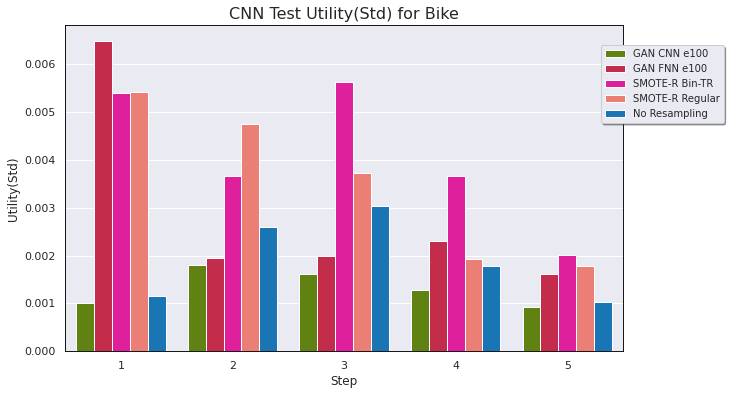 CNN Test Utility(Std) for Bike
GAN CNN e100
GAN FNN e100
SMOTE-R Bin-TR
SMOTE-R Regular
No Resampling
Utility(Std)
0.006
0.005
0.004
0.003
0.002
0.001
0.000
1 2 3 4 5
Step